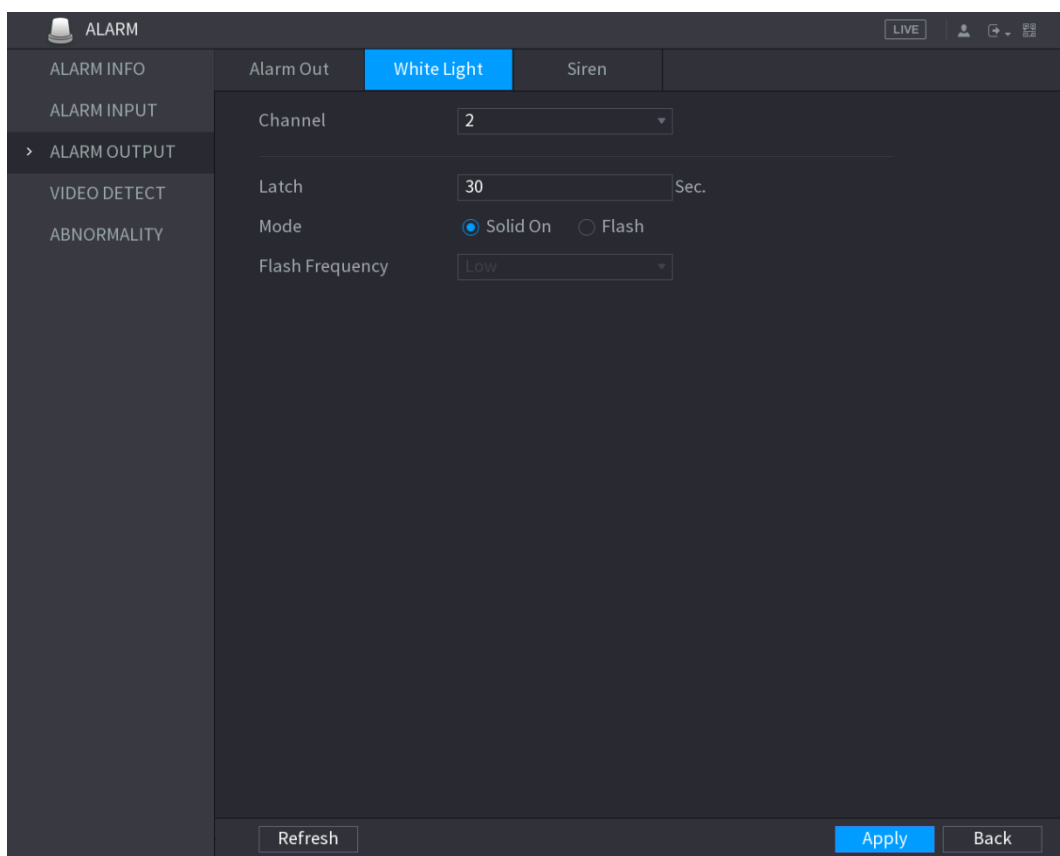 ALARM LIVE
ALARM INFO
ALARM INPUT
> ALARM OUTPUT
VIDEO DETECT
ABNORMALITY
Alarm Out White Light Siren
Channel 2
Latch 30 Sec.
Mode Solid On Flash
Flash Frequency Low
Refresh Apply Back